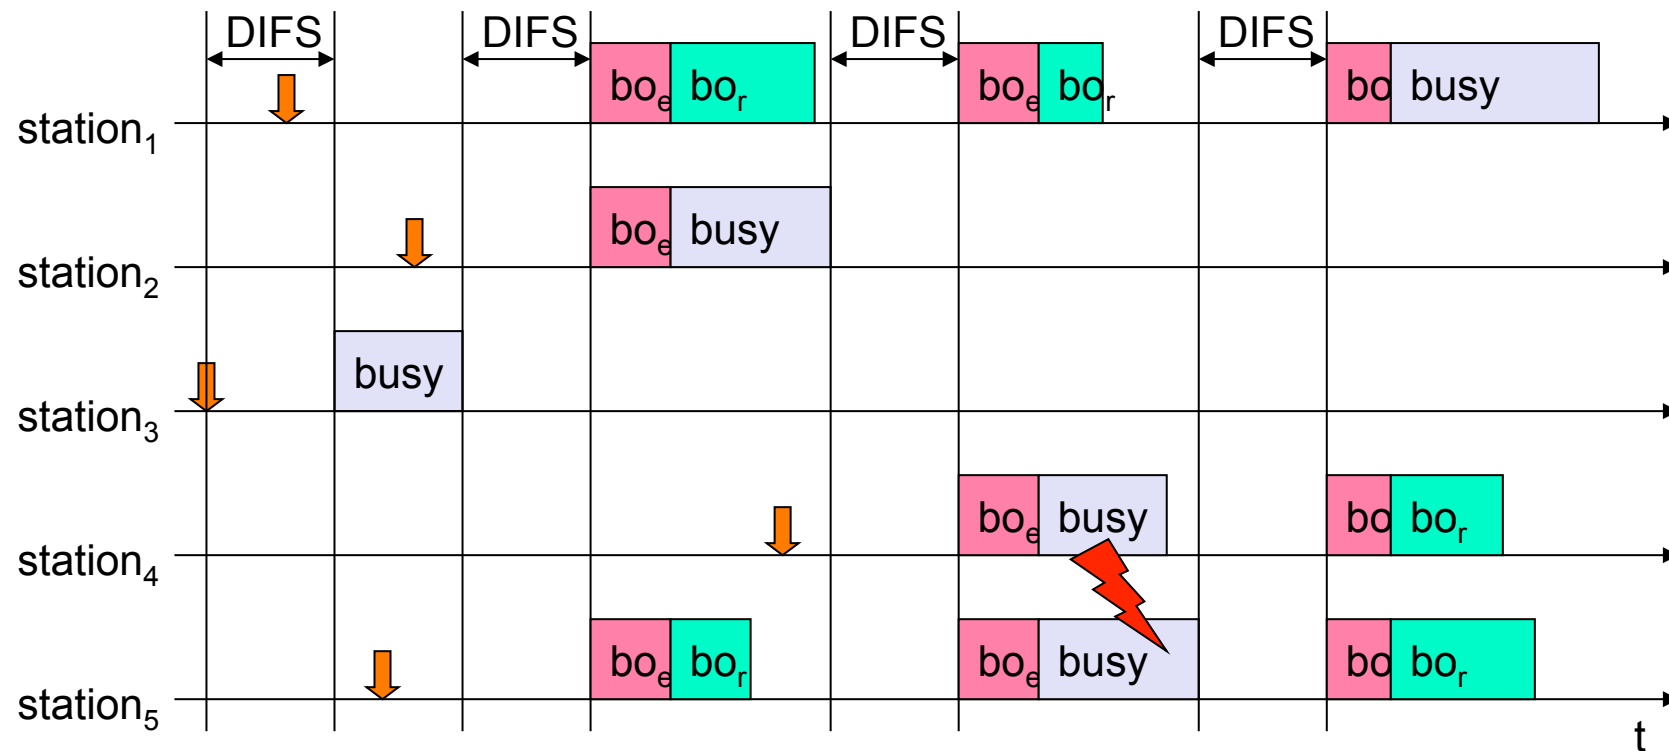 DIFS DIFS DIFS DIFS
station₁ boₑ boᵣ boₑ boᵣ bo busy
station₂ boₑ busy
station₃ busy
station₄ boₑ busy bo boᵣ
station₅ boₑ boᵣ boₑ busy bo boᵣ
t